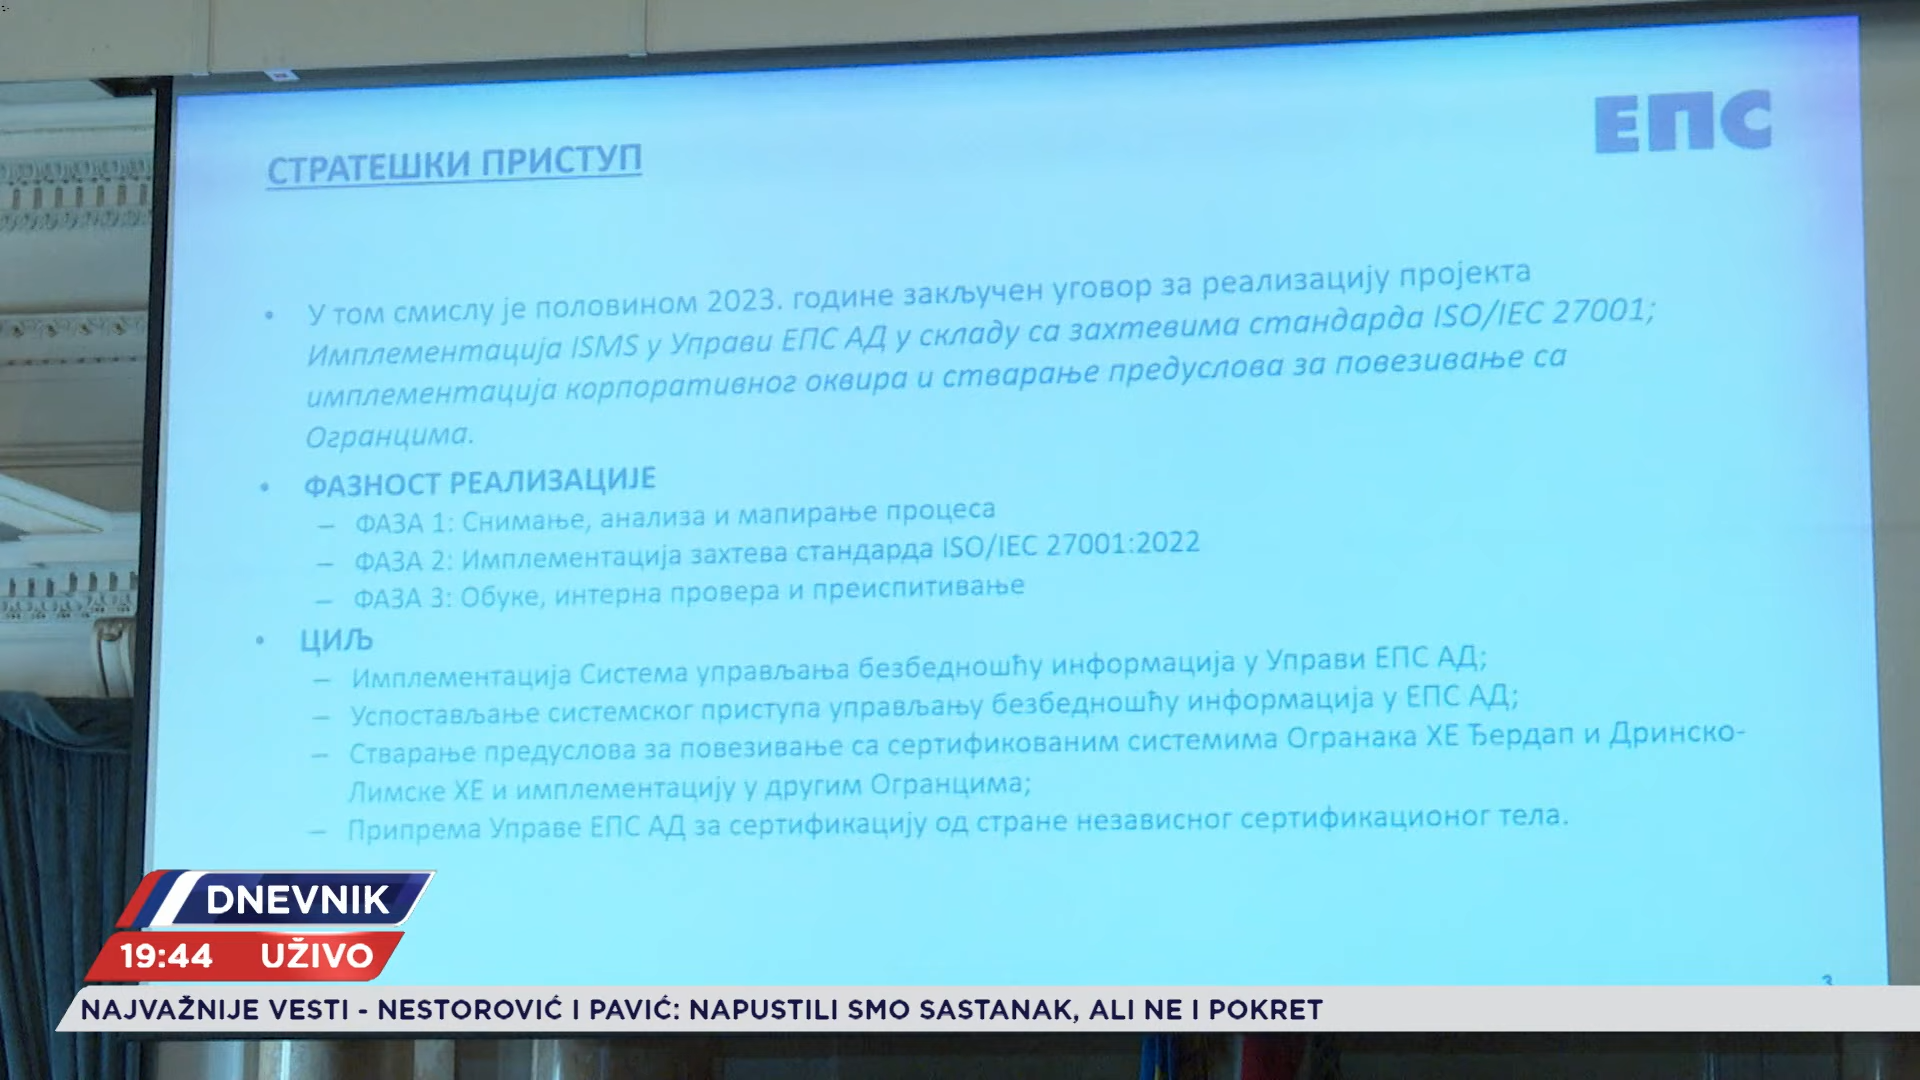 ЕПС
СТРАТЕШКИ ПРИСТУП
• У том смислу је половином 2023. године закључен уговор за реализацију пројекта
Имплементација ISMS у Управи ЕПС АД у складу са захтевима стандарда ISO/IEC 27001;
имплементација корпоративног оквира и стварање предуслова за повезивање са
Огранцима.
• ФАЗНОСТ РЕАЛИЗАЦИЈЕ
– ФАЗА 1: Снимање, анализа и мапирање процеса
– ФАЗА 2: Имплементација захтева стандарда ISO/IEC 27001:2022
– ФАЗА 3: Обуке, интерна провера и преиспитивање
• ЦИЉ
– Имплементација Система управљања безбедношћу информација у Управи ЕПС АД;
– Успостављање системског приступа управљању безбедношћу информација у ЕПС АД;
– Стварање предуслова за повезивање са сертификованим системима Огранака ХЕ Ђердап и Дринско-
Лимске ХЕ и имплементацију у другим Огранцима;
– Припрема Управе ЕПС АД за сертификацију од стране независног сертификационог тела.
3
DNEVNIK
19:44 UŽIVO
NAJVAŽNIJE VESTI - NESTOROVIĆ I PAVIĆ: NAPUSTILI SMO SASTANAK, ALI NE I POKRET